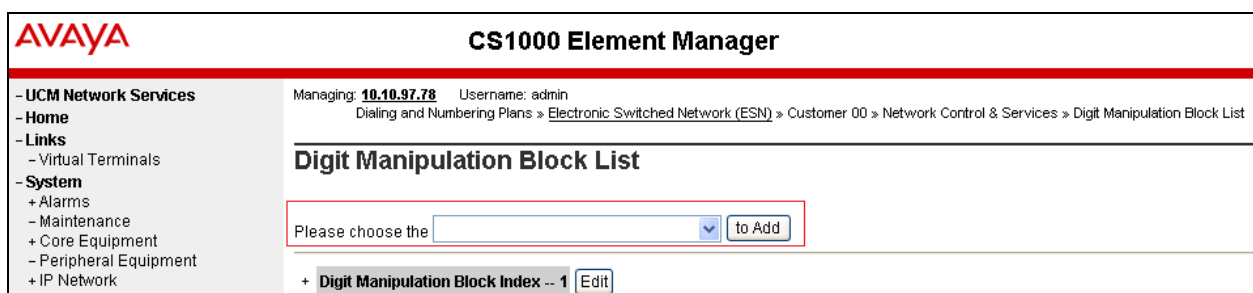 AVAYA
CS1000 Element Manager
- UCM Network Services
- Home
- Links
- Virtual Terminals
- System
+ Alarms
- Maintenance
+ Core Equipment
- Peripheral Equipment
+ IP Network
Managing: 10.10.97.78 Username: admin
Dialing and Numbering Plans » Electronic Switched Network (ESN) » Customer 00 » Network Control & Services » Digit Manipulation Block List
Digit Manipulation Block List
Please choose the to Add
+ Digit Manipulation Block Index -- 1 Edit